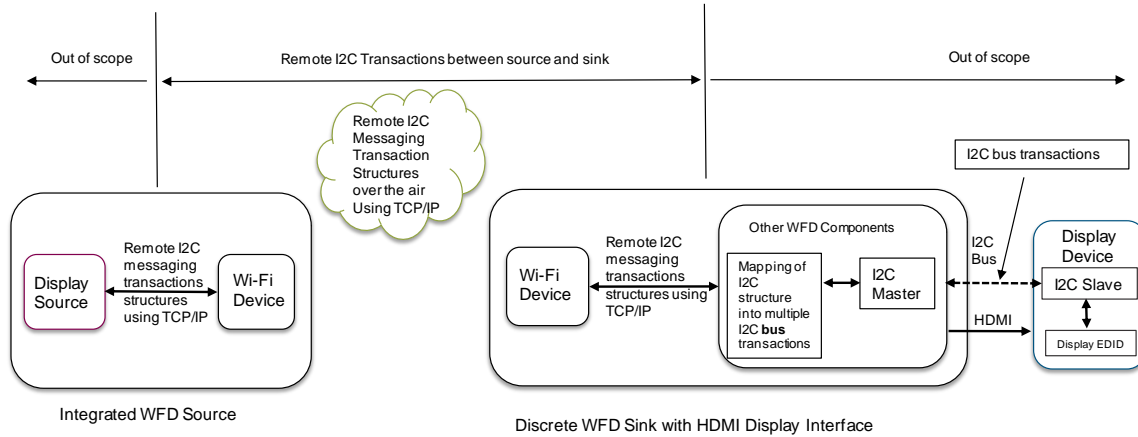 Out of scope
Remote I2C Transactions between source and sink
Out of scope
Remote I2C
Messaging
Transaction
Structures
over the air
Using TCP/IP
I2C bus transactions
Display
Source
Remote I2C
messaging
transactions
structures
using TCP/IP
Wi-Fi
Device
Wi-Fi
Device
Remote I2C
messaging
transactions
structures using
TCP/IP
Other WFD Components
Mapping of
I2C
structure
into multiple
I2C bus
transactions
I2C
Master
I2C
Bus
HDMI
Display
Device
I2C Slave
Display EDID
Integrated WFD Source
Discrete WFD Sink with HDMI Display Interface